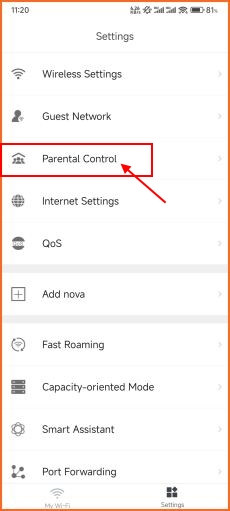 11:20 81%
Settings
Wireless Settings
Guest Network
Parental Control
Internet Settings
QoS
Add nova
Fast Roaming
Capacity-oriented Mode
Smart Assistant
Port Forwarding
My Wi-Fi
Settings